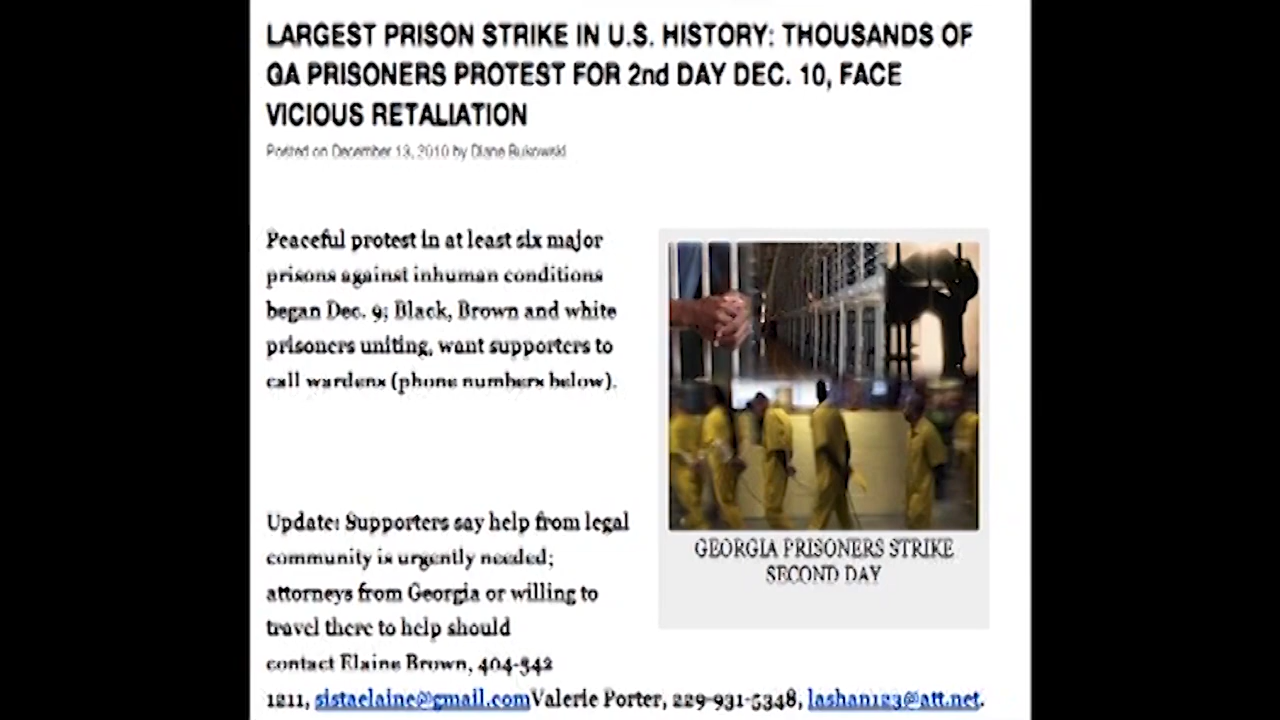 LARGEST PRISON STRIKE IN U.S. HISTORY: THOUSANDS OF
GA PRISONERS PROTEST FOR 2nd DAY DEC. 10, FACE
VICIOUS RETALIATION
Posted on December 13, 2010 by Diane Bukowski
Peaceful protest in at least six major
prisons against inhuman conditions
began Dec. 9; Black, Brown and white
prisoners uniting, want supporters to
call wardens (phone numbers below).
GEORGIA PRISONERS STRIKE
SECOND DAY
Update: Supporters say help from legal
community is urgently needed;
attorneys from Georgia or willing to
travel there to help should
contact Elaine Brown, 404-542
1211, sistaelaine@gmail.comValerie Porter, 229-931-5348, lashan123@att.net.